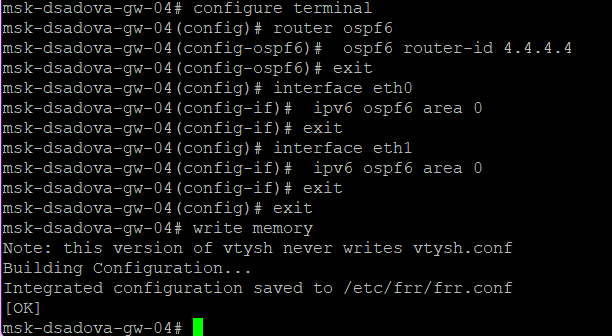 msk-dsadova-gw-04# configure terminal
msk-dsadova-gw-04(config)# router ospf6
msk-dsadova-gw-04(config-ospf6)#  ospf6 router-id 4.4.4.4
msk-dsadova-gw-04(config-ospf6)# exit
msk-dsadova-gw-04(config)# interface eth0
msk-dsadova-gw-04(config-if)#  ipv6 ospf6 area 0
msk-dsadova-gw-04(config-if)# exit
msk-dsadova-gw-04(config)# interface eth1
msk-dsadova-gw-04(config-if)#  ipv6 ospf6 area 0
msk-dsadova-gw-04(config-if)# exit
msk-dsadova-gw-04(config)# exit
msk-dsadova-gw-04# write memory
Note: this version of vtysh never writes vtysh.conf
Building Configuration...
Integrated configuration saved to /etc/frr/frr.conf
[OK]
msk-dsadova-gw-04#